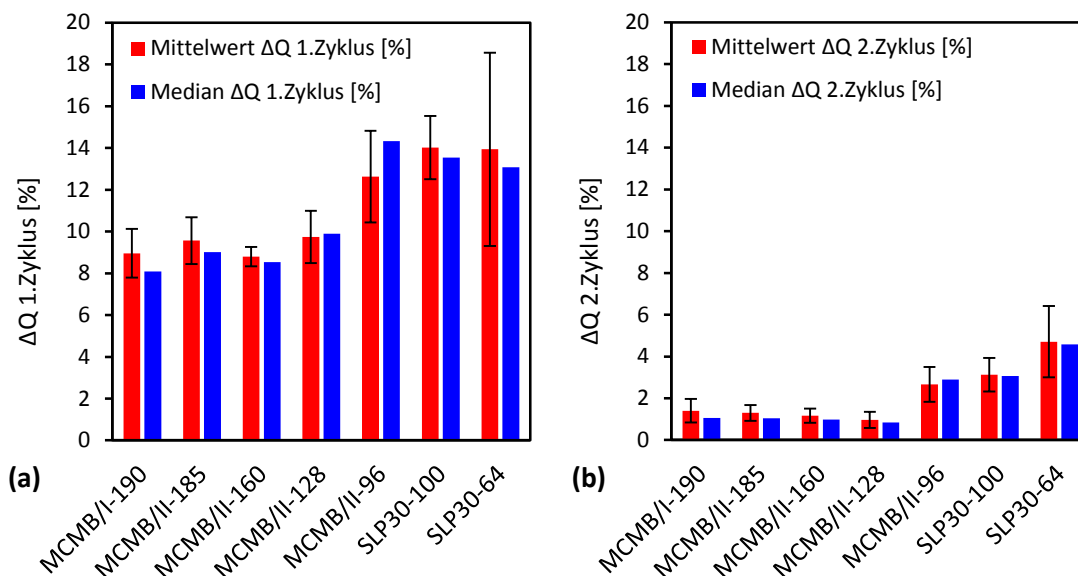 Mittelwert ΔQ 1.Zyklus [%]
Median ΔQ 1.Zyklus [%]
ΔQ 1.Zyklus [%]
20
18
16
14
12
10
8
6
4
2
0
MCMB/I-190
MCMB/II-185
MCMB/II-160
MCMB/II-128
MCMB/II-96
SLP30-100
SLP30-64
(a)
Mittelwert ΔQ 2.Zyklus [%]
Median ΔQ 2.Zyklus [%]
ΔQ 2.Zyklus [%]
20
18
16
14
12
10
8
6
4
2
0
MCMB/I-190
MCMB/II-185
MCMB/II-160
MCMB/II-128
MCMB/II-96
SLP30-100
SLP30-64
(b)